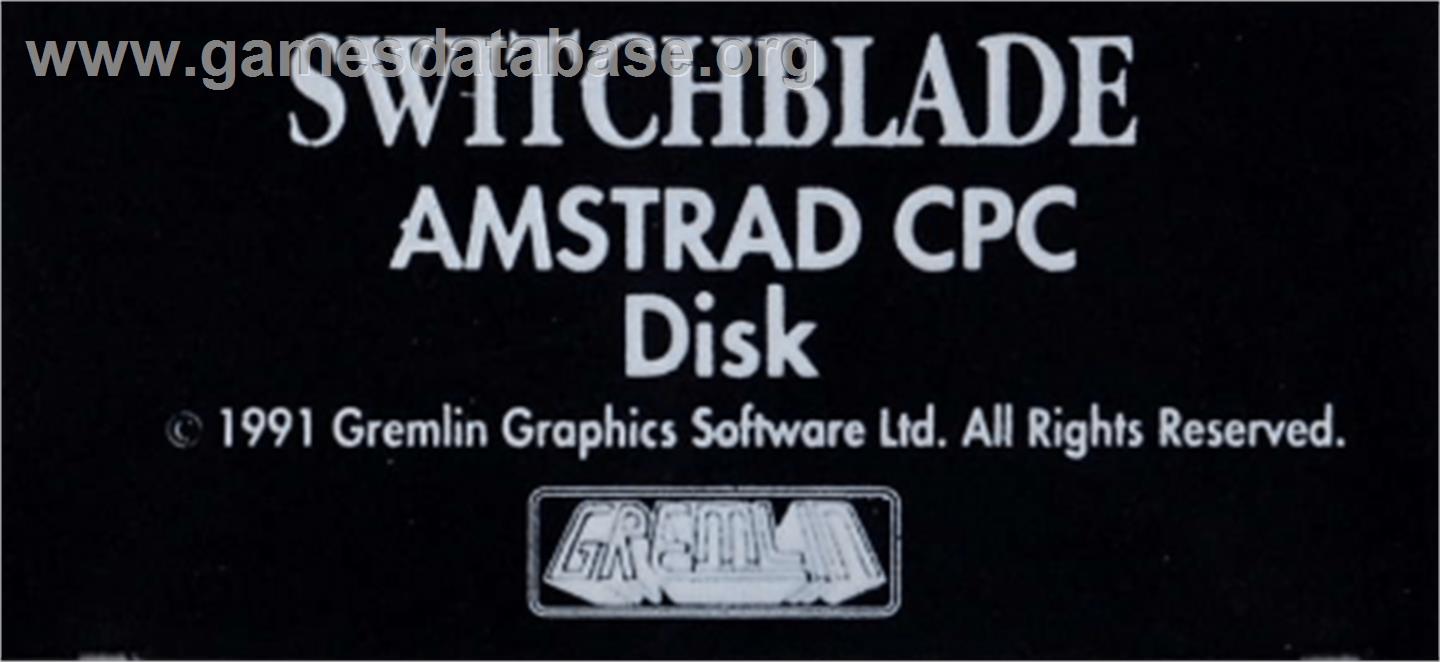 www.gamesdatabase.org
SWITCHBLADE
AMSTRAD CPC
Disk
© 1991 Gremlin Graphics Software Ltd. All Rights Reserved.
GREMLIN